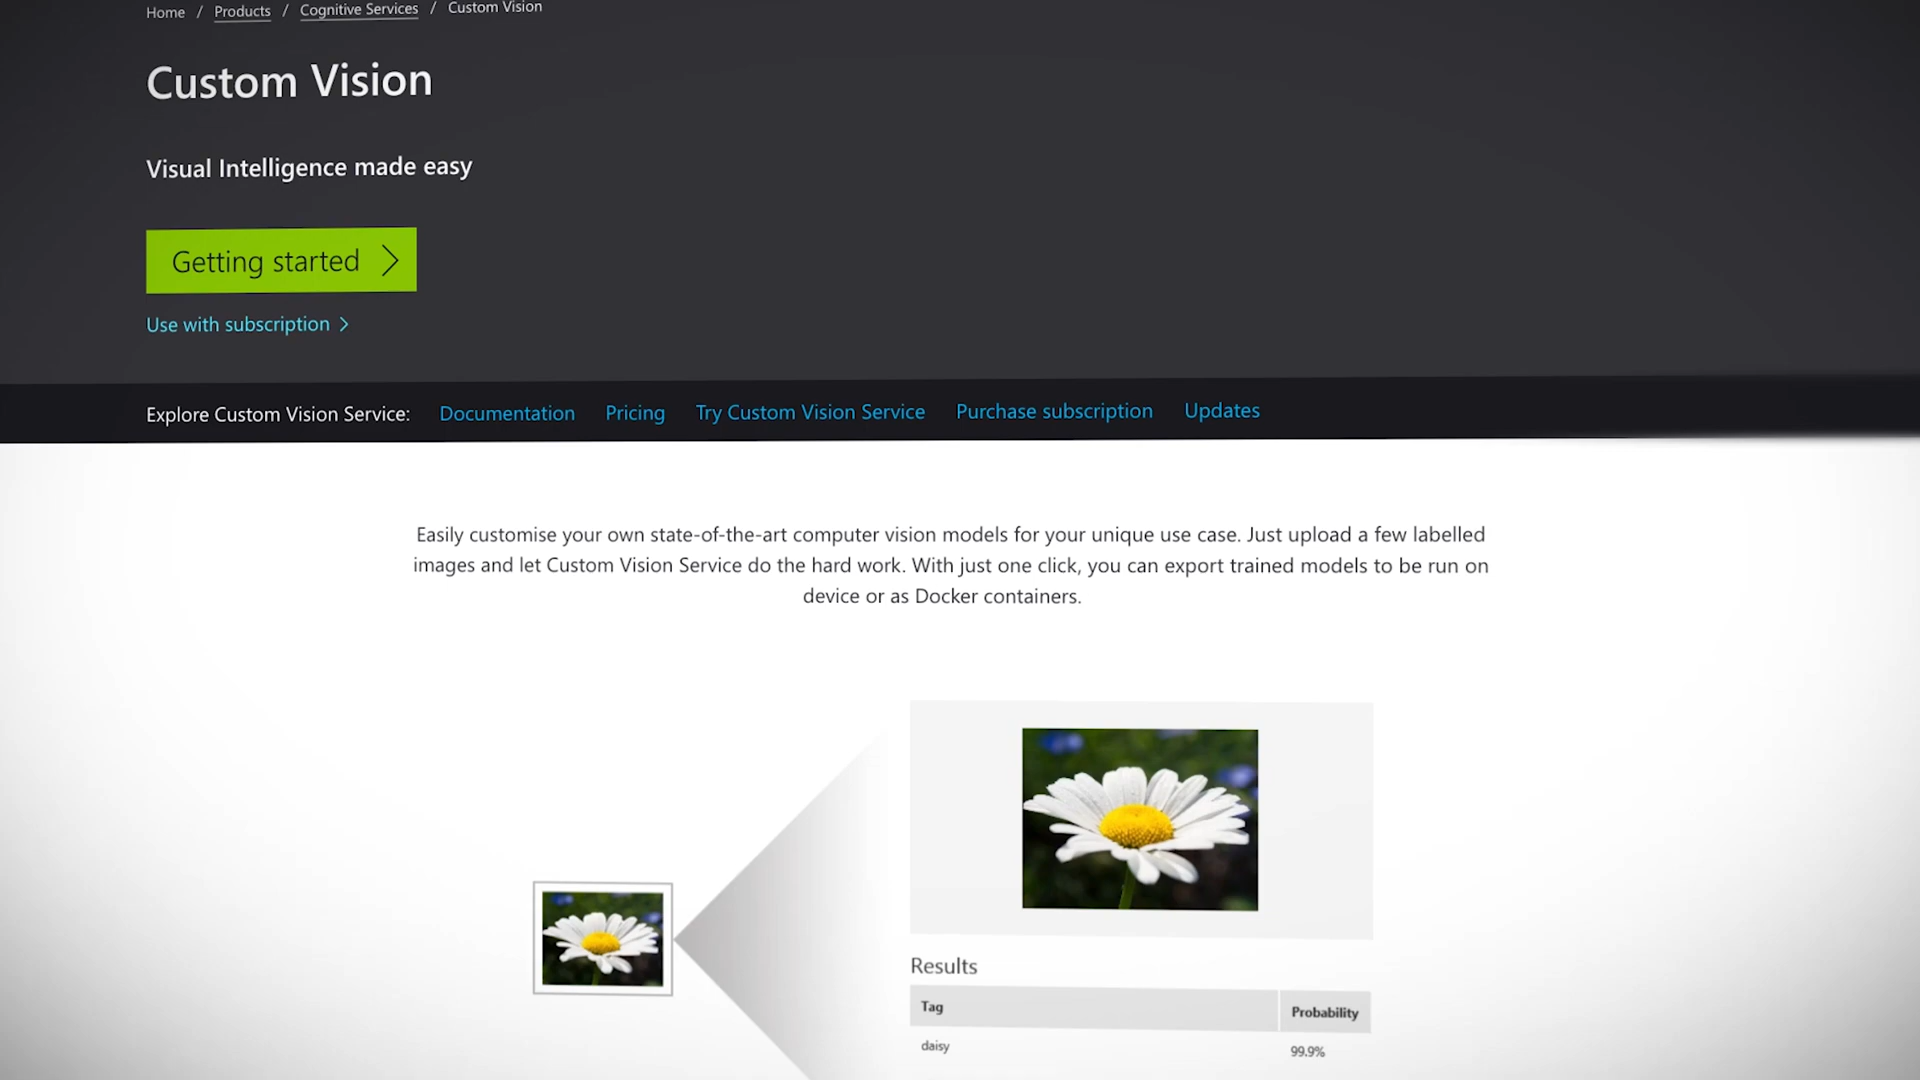 Home / Products / Cognitive Services / Custom Vision
Custom Vision
Visual Intelligence made easy
Getting started
Use with subscription
Explore Custom Vision Service: Documentation Pricing Try Custom Vision Service Purchase subscription Updates
Easily customise your own state-of-the-art computer vision models for your unique use case. Just upload a few labelled
images and let Custom Vision Service do the hard work. With just one click, you can export trained models to be run on
device or as Docker containers.
Results
Tag Probability
daisy 99.9%